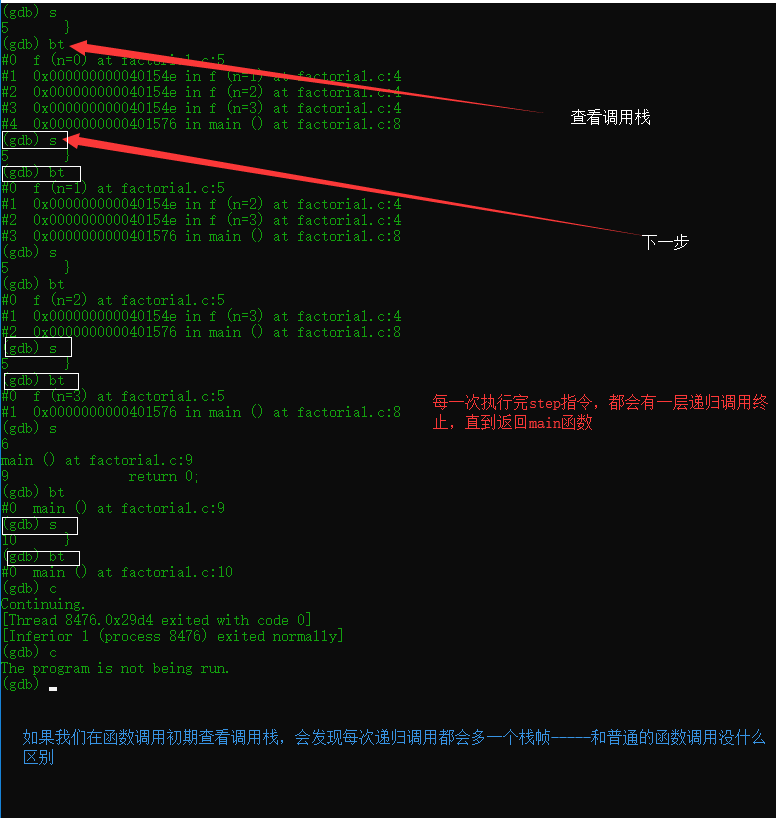 (gdb) s
5       }
(gdb) bt
#0  f (n=0) at factorial.c:5
#1  0x000000000040154e in f (n=1) at factorial.c:4
#2  0x000000000040154e in f (n=2) at factorial.c:4
#3  0x000000000040154e in f (n=3) at factorial.c:4
#4  0x0000000000401576 in main () at factorial.c:8
查看调用栈
(gdb) s
5       }
(gdb) bt
#0  f (n=1) at factorial.c:5
#1  0x000000000040154e in f (n=2) at factorial.c:4
#2  0x000000000040154e in f (n=3) at factorial.c:4
#3  0x0000000000401576 in main () at factorial.c:8
下一步
(gdb) s
5       }
(gdb) bt
#0  f (n=2) at factorial.c:5
#1  0x000000000040154e in f (n=3) at factorial.c:4
#2  0x0000000000401576 in main () at factorial.c:8
(gdb) s
5       }
(gdb) bt
#0  f (n=3) at factorial.c:5
#1  0x0000000000401576 in main () at factorial.c:8
每一次执行完step指令，都会有一层递归调用终
止，直到返回main函数
(gdb) s
6
main () at factorial.c:9
9               return 0;
(gdb) bt
#0  main () at factorial.c:9
(gdb) s
10      }
(gdb) bt
#0  main () at factorial.c:10
(gdb) c
Continuing.
[Thread 8476.0x29d4 exited with code 0]
[Inferior 1 (process 8476) exited normally]
(gdb) c
The program is not being run.
(gdb)
如果我们在函数调用初期查看调用栈，会发现每次递归调用都会多一个栈帧-----和普通的函数调用没什么
区别